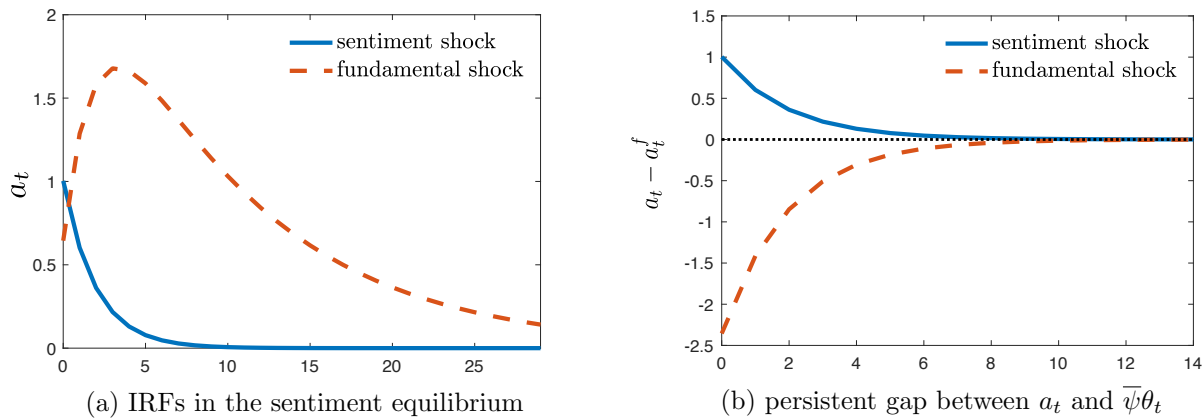 2
1.5
1
0.5
0
a_t
sentiment shock
fundamental shock
0 5 10 15 20 25
(a) IRFs in the sentiment equilibrium
1.5
1
0.5
0
-0.5
-1
-1.5
-2
-2.5
a_t − a_t^f
sentiment shock
fundamental shock
0 2 4 6 8 10 12 14
(b) persistent gap between a_t and \overline{ψ}θ_t